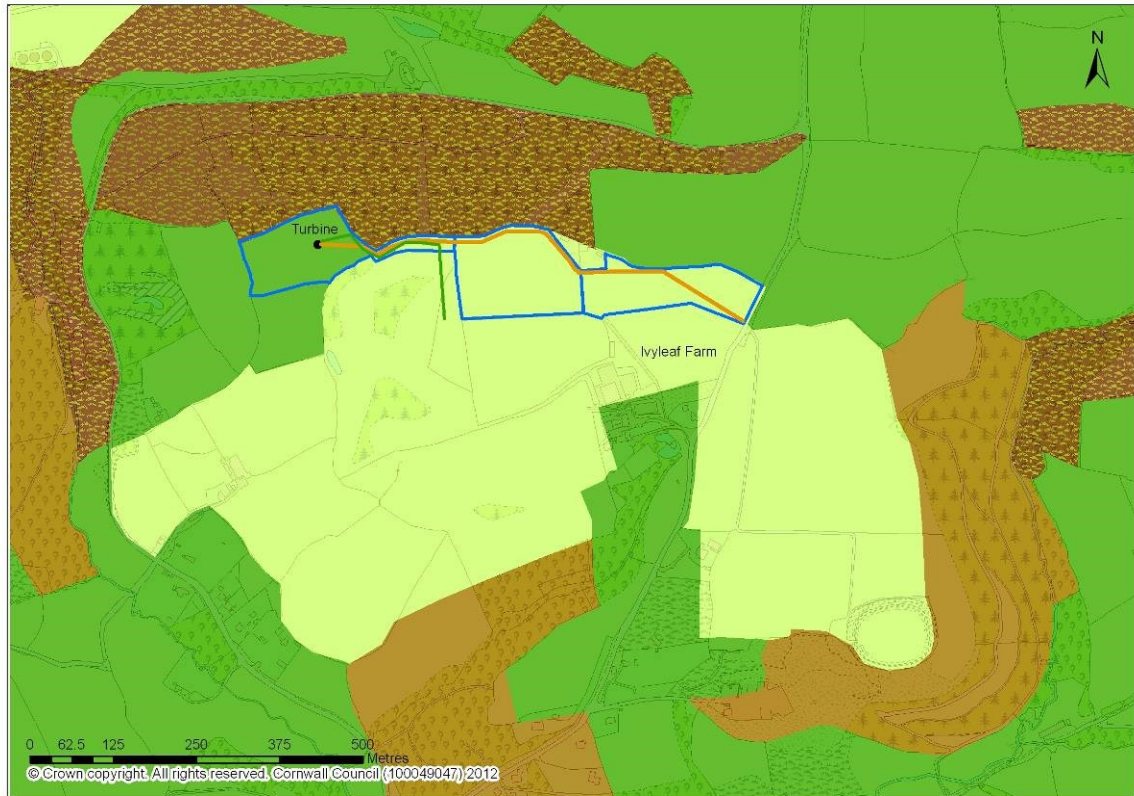 N
Turbine
Ivyleaf Farm
0 62.5 125 250 375 500
Metres
© Crown copyright. All rights reserved. Cornwall Council (100049047) 2012